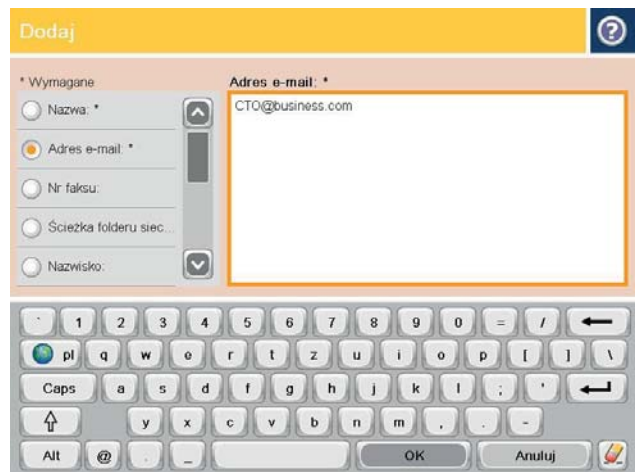 Dodaj
* Wymagane
Nazwa: *
Adres e-mail: *
Nr faksu:
Ścieżka folderu siec...
Nazwisko:
Adres e-mail: *
CTO@business.com
` 1 2 3 4 5 6 7 8 9 0 = /
pl q w e r t z u i o p [ ] \
Caps a s d f g h j k l ; '
y x c v b n m , . -
Alt @ . _ OK Anuluj